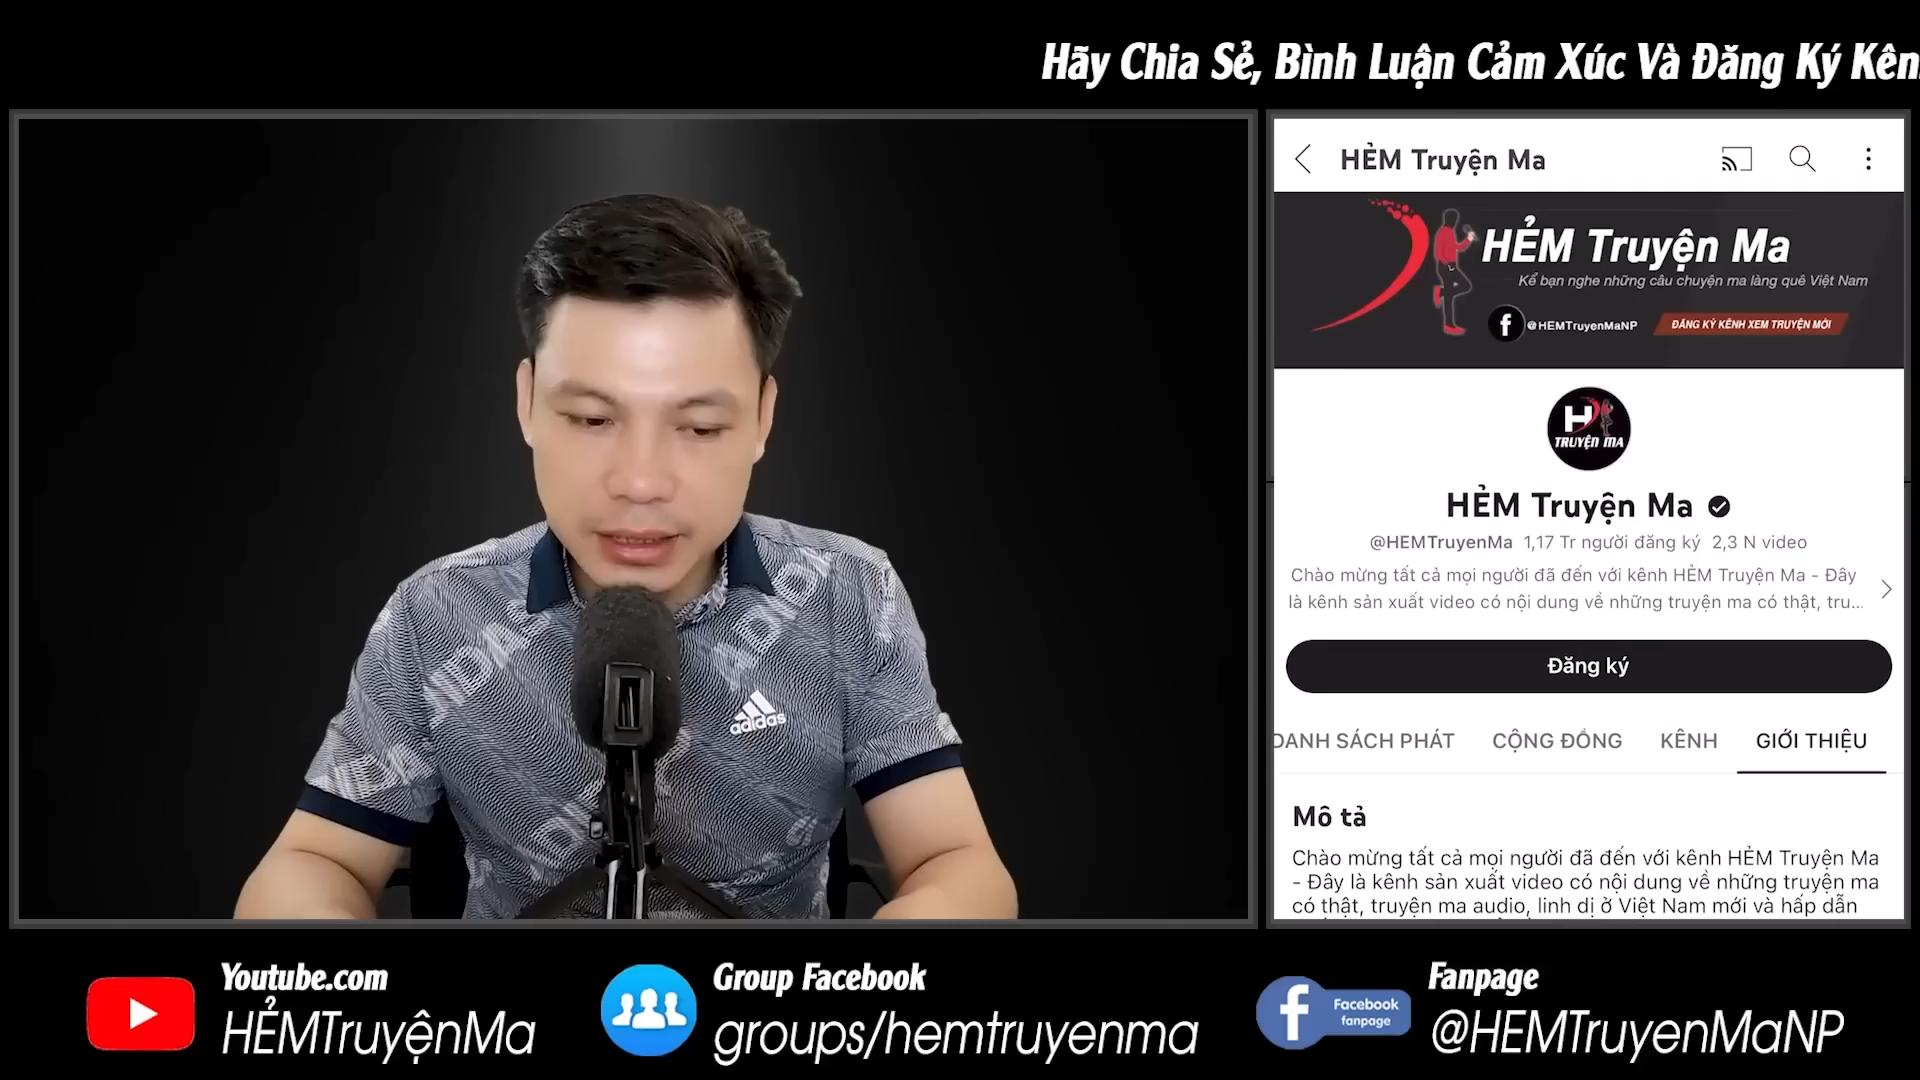 Hãy Chia Sẻ, Bình Luận Cảm Xúc Và Đăng Ký
HẺM Truyện Ma
HẺM Truyện Ma
Kể bạn nghe những câu chuyện ma làng quê Việt Nam
f @HEMTruyenMaNP
ĐĂNG KÝ KÊNH XEM TRUYỆN MỚI
H
TRUYỆN MA
HẺM Truyện Ma
@HEMTruyenMa 1,17 Tr người đăng ký 2,3 N video
Chào mừng tất cả mọi người đã đến với kênh HẺM Truyện Ma - Đây
là kênh sản xuất video có nội dung về những truyện ma có thật, tru...
Đăng ký
DANH SÁCH PHÁT CỘNG ĐỒNG KÊNH GIỚI THIỆU
Mô tả
Chào mừng tất cả mọi người đã đến với kênh HẺM Truyện Ma
- Đây là kênh sản xuất video có nội dung về những truyện ma
có thật, truyện ma audio, linh dị ở Việt Nam mới và hấp dẫn
adidas
Youtube.com
HẺMTruyệnMa
Group Facebook
groups/hemtruyenma
Facebook
fanpage
Fanpage
@HEMTruyenMaNP